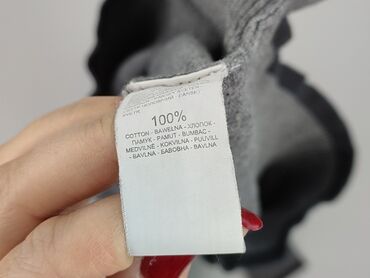 100%
COTTON - BAWEŁNA - ХЛОПОК -
ПАМУК - PAMUT - BUMBAC -
MEDVILNĖ - KOKVILNA - PUUVILL
- BAVLNA - БАВОВНА - BAVLNA